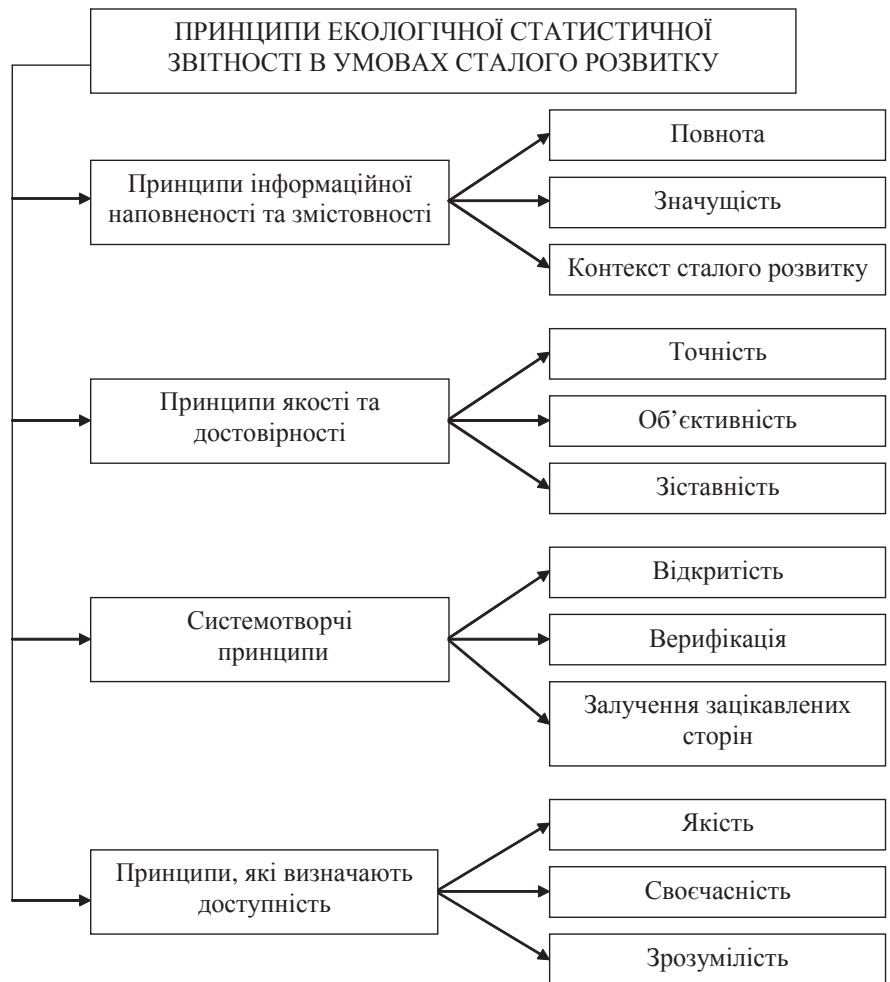 ПРИНЦИПИ ЕКОЛОГІЧНОЇ СТАТИСТИЧНОЇ
ЗВІТНОСТІ В УМОВАХ СТАЛОГО РОЗВИТКУ
Принципи інформаційної
наповненості та змістовності
Повнота
Значущість
Контекст сталого розвитку
Принципи якості та
достовірності
Точність
Об’єктивність
Зіставність
Системотворчі
принципи
Відкритість
Верифікація
Залучення зацікавлених
сторін
Принципи, які визначають
доступність
Якість
Своєчасність
Зрозумілість